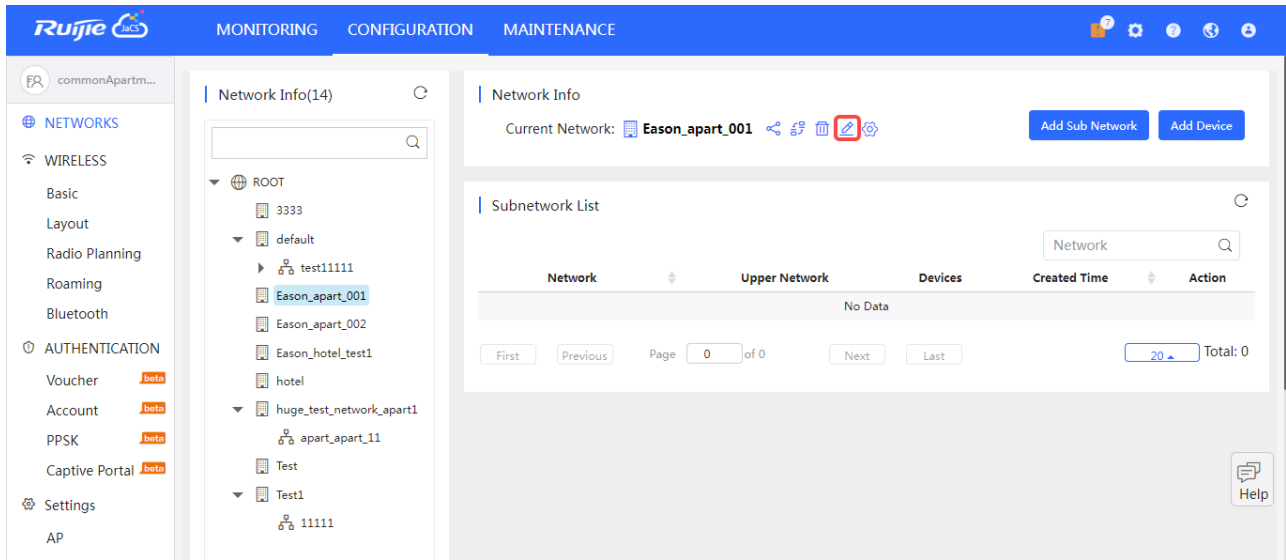 Ruijie JaCS
MONITORING
CONFIGURATION
MAINTENANCE
7
commonApartm...
NETWORKS
WIRELESS
Basic
Layout
Radio Planning
Roaming
Bluetooth
AUTHENTICATION
Voucher beta
Account beta
PPSK beta
Captive Portal beta
Settings
AP
Network Info(14)
ROOT
3333
default
test11111
Eason_apart_001
Eason_apart_002
Eason_hotel_test1
hotel
huge_test_network_apart1
apart_apart_11
Test
Test1
11111
Network Info
Current Network: Eason_apart_001
Add Sub Network
Add Device
Subnetwork List
Network
Network Upper Network Devices Created Time Action
No Data
First Previous Page 0 of 0 Next Last 20 Total: 0
Help